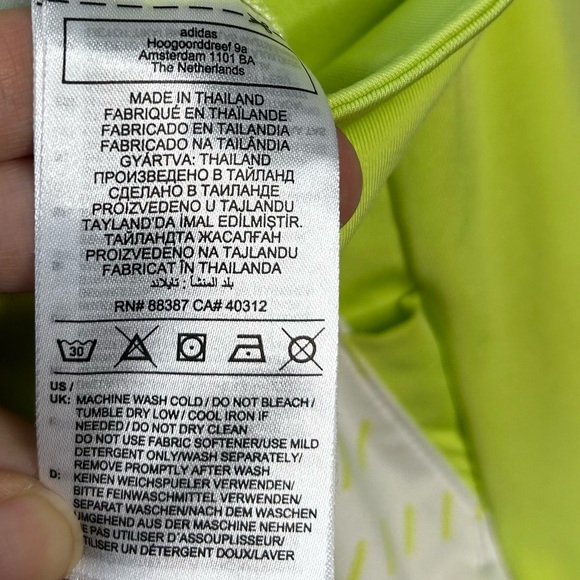 adidas
Hoogoorddreef 9a
Amsterdam 1101 BA
The Netherlands
MADE IN THAILAND
FABRIQUÉ EN THAÏLANDE
FABRICADO EN TAILANDIA
FABRICADO NA TAILÂNDIA
GYÁRTVA: THAILAND
ПРОИЗВЕДЕНО В ТАЙЛАНД
СДЕЛАНО В ТАИЛАНДЕ
PROIZVEDENO U TAJLANDU
TAYLAND'DA İMAL EDİLMİŞTİR.
ТАЙЛАНДТА ЖАСАЛҒАН
PROIZVEDENO NA TAJLANDU
FABRICAT ÎN THAILANDA
بلد المنشأ : تايلاند
RN# 88387 CA# 40312
30
US /
UK: MACHINE WASH COLD / DO NOT BLEACH /
TUMBLE DRY LOW / COOL IRON IF
NEEDED / DO NOT DRY CLEAN
DO NOT USE FABRIC SOFTENER/USE MILD
DETERGENT ONLY/WASH SEPARATELY/
REMOVE PROMPTLY AFTER WASH
D: KEINEN WEICHSPUELER VERWENDEN/
BITTE FEINWASCHMITTEL VERWENDEN/
SEPARAT WASCHEN/NACH DEM WASCHEN
UMGEHEND AUS DER MASCHINE NEHMEN
PAS UTILISER D'ASSOUPLISSEUR/
UTILISER UN DÉTERGENT DOUX/LAVER